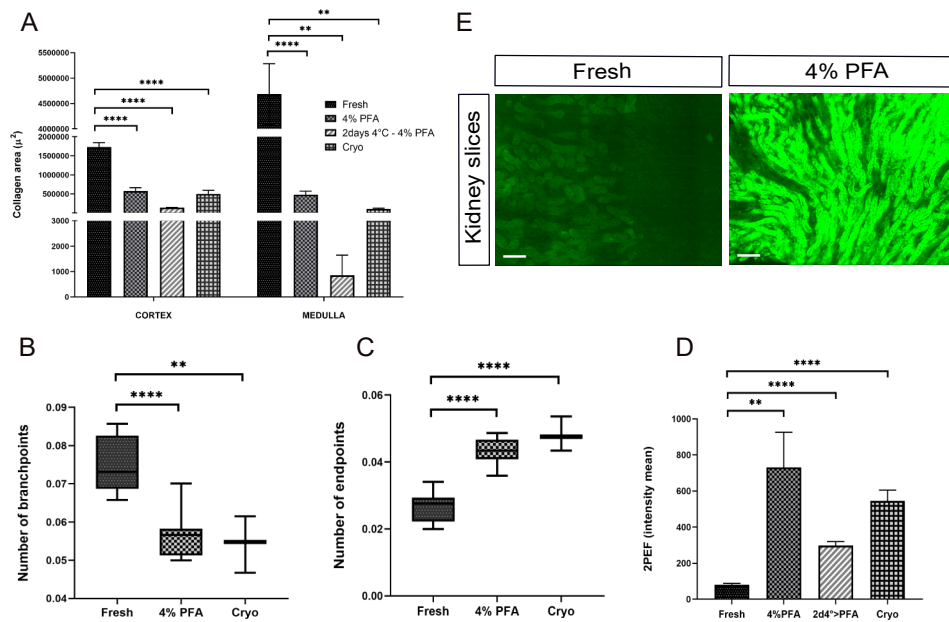 A
Collagen area (μ²)
5500000
5000000
4500000
4000000
2000000
1500000
1000000
500000
3000
2000
1000
0
****
****
****
**
**
****
Fresh
4% PFA
2days 4°C - 4% PFA
Cryo
CORTEX
MEDULLA
E
Fresh
4% PFA
Kidney slices
B
Number of branchpoints
0.09
0.08
0.07
0.06
0.05
0.04
**
****
Fresh
4% PFA
Cryo
C
Number of endpoints
0.06
0.04
0.02
0.00
****
****
Fresh
4% PFA
Cryo
D
2PEF (intensity mean)
1000
800
600
400
200
0
****
****
**
Fresh
4%PFA
2d4°>PFA
Cryo